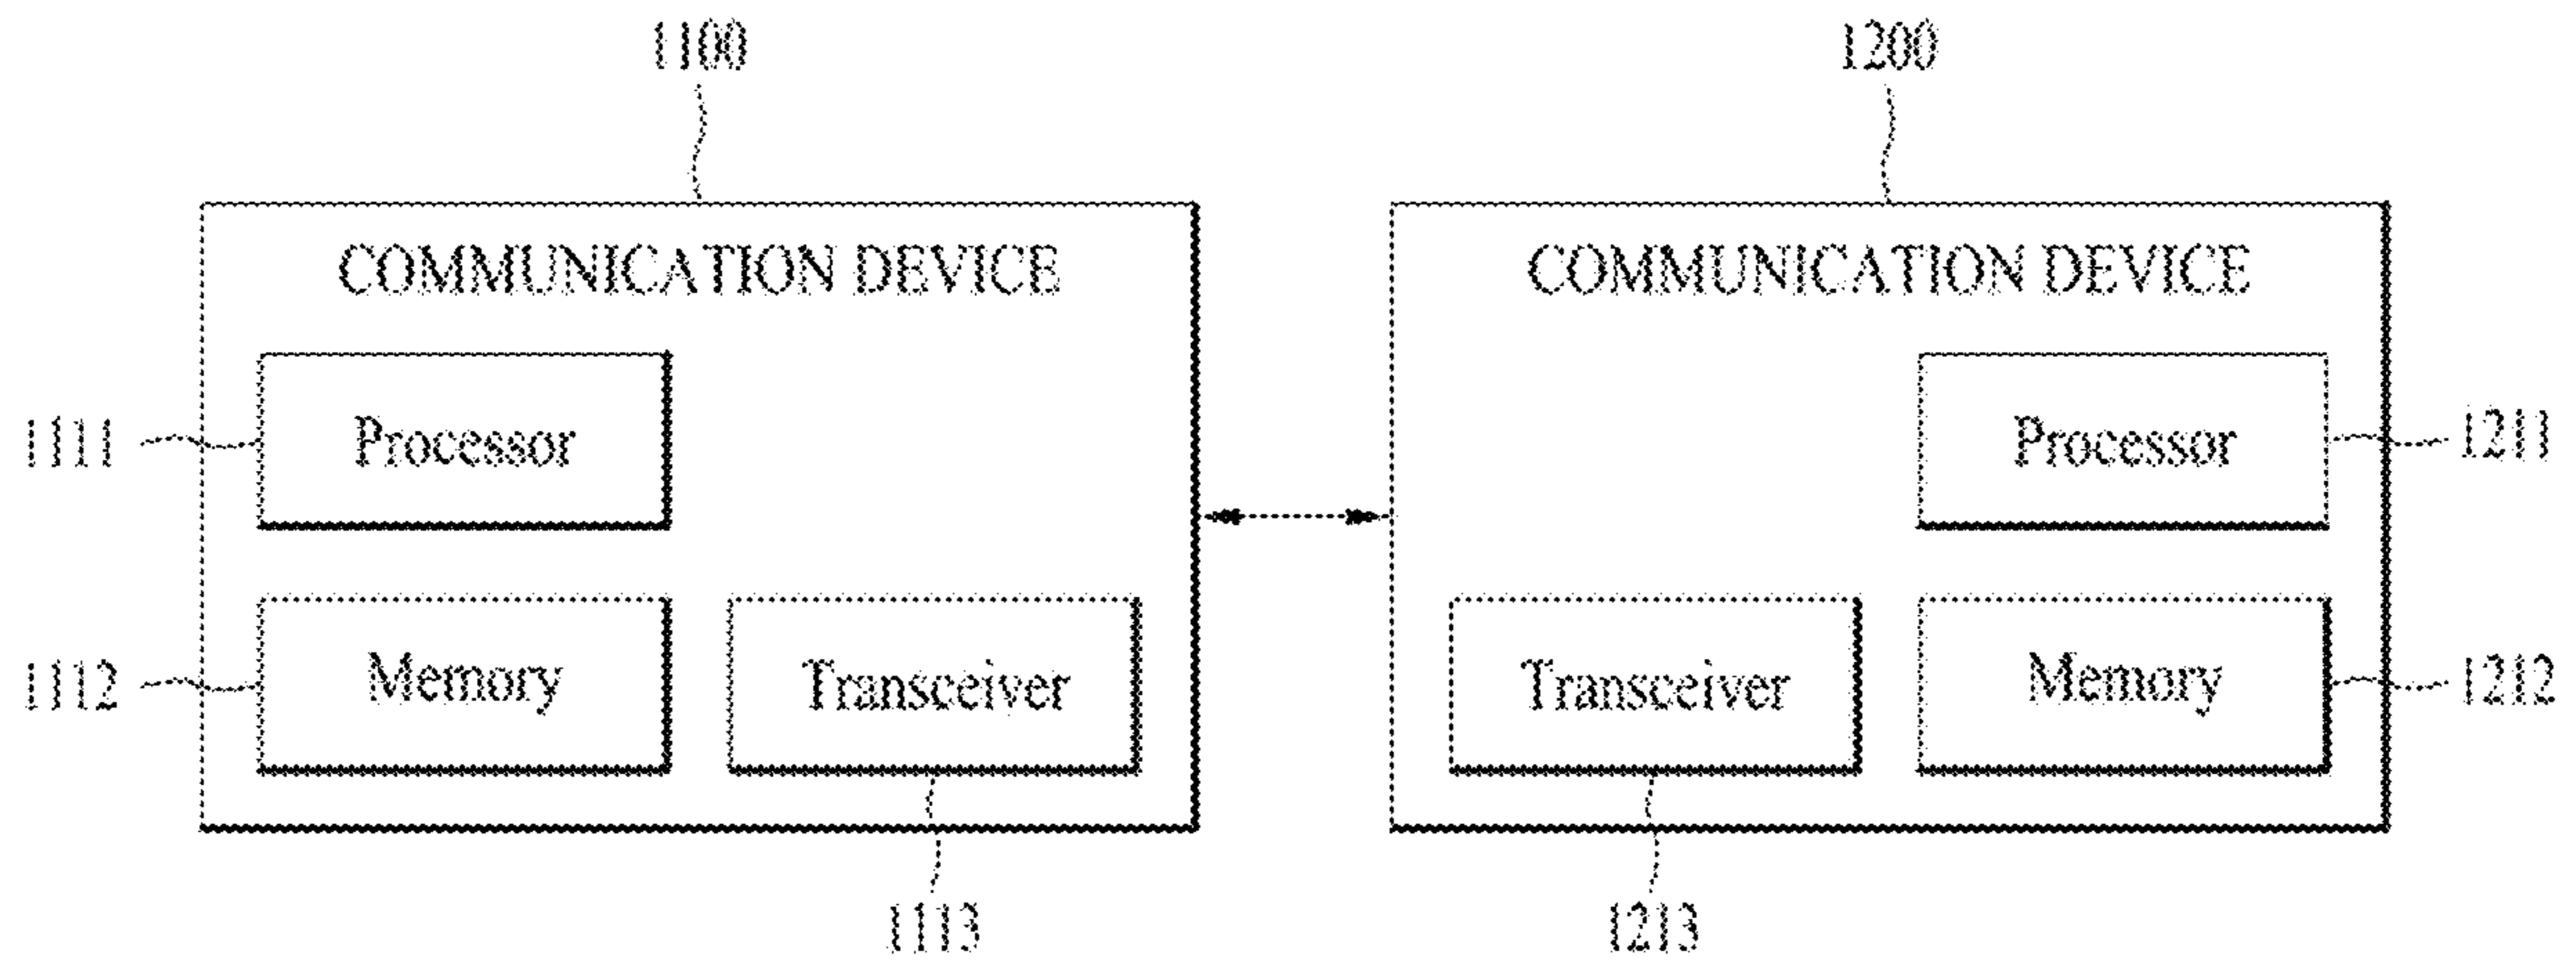 1100
1200
COMMUNICATION DEVICE
COMMUNICATION DEVICE
1111
Processor
Processor
1211
1112
Memory
Transceiver
Transceiver
Memory
1212
1113
1213